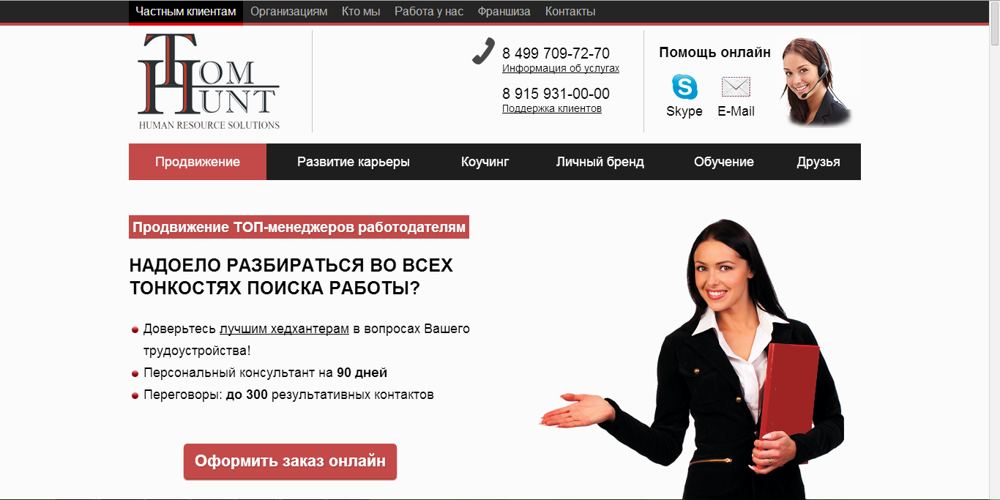 Частным клиентам Организациям Кто мы Работа у нас Франшиза Контакты
TOM
HUNT
HUMAN RESOURCE SOLUTIONS
8 499 709-72-70
Информация об услугах
8 915 931-00-00
Поддержка клиентов
Помощь онлайн
Skype E-Mail
Продвижение Развитие карьеры Коучинг Личный бренд Обучение Друзья
Продвижение ТОП-менеджеров работодателям
НАДОЕЛО РАЗБИРАТЬСЯ ВО ВСЕХ
ТОНКОСТЯХ ПОИСКА РАБОТЫ?
Доверьтесь лучшим хедхантерам в вопросах Вашего
трудоустройства!
Персональный консультант на 90 дней
Переговоры: до 300 результативных контактов
Оформить заказ онлайн